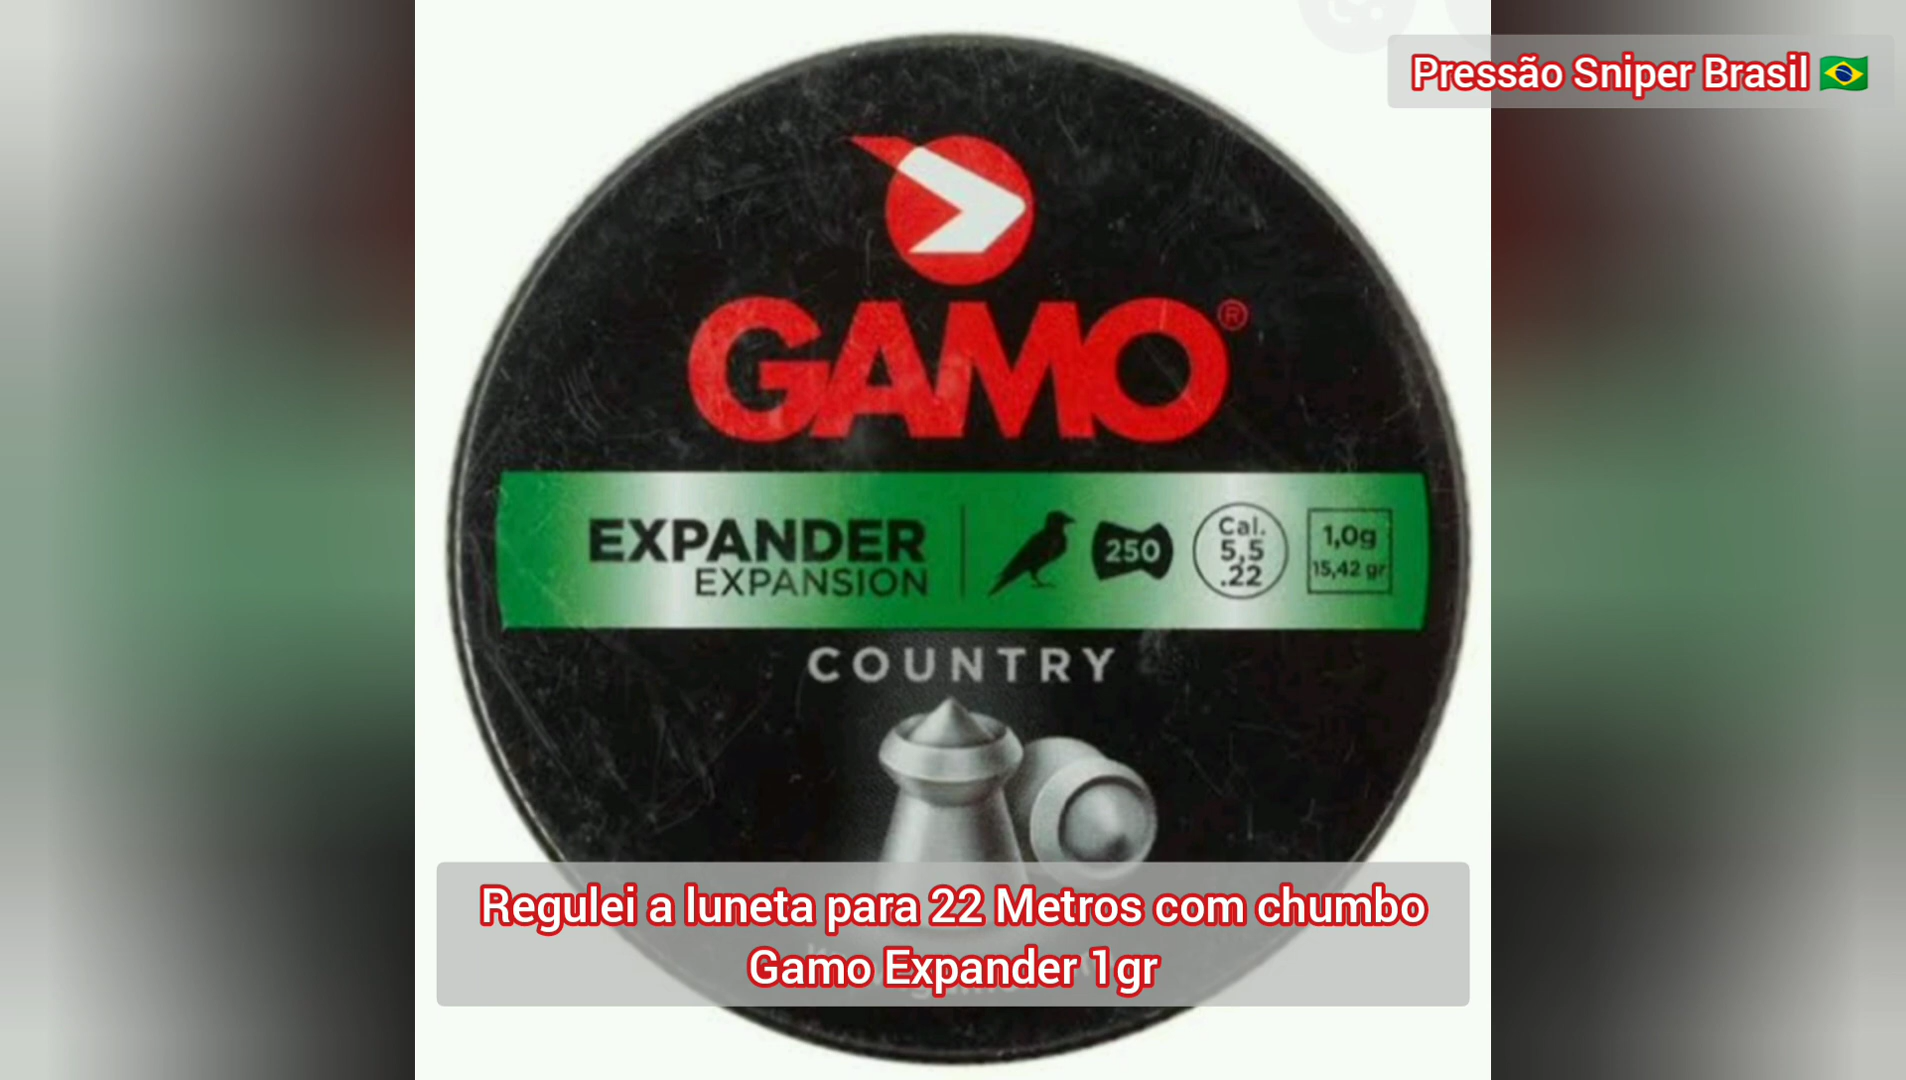 Pressão Sniper Brasil
GAMO®
EXPANDER
EXPANSION
250
Cal.
5,5
.22
1,0g
15,42 gr
COUNTRY
Regulei a luneta para 22 Metros com chumbo
Gamo Expander 1gr